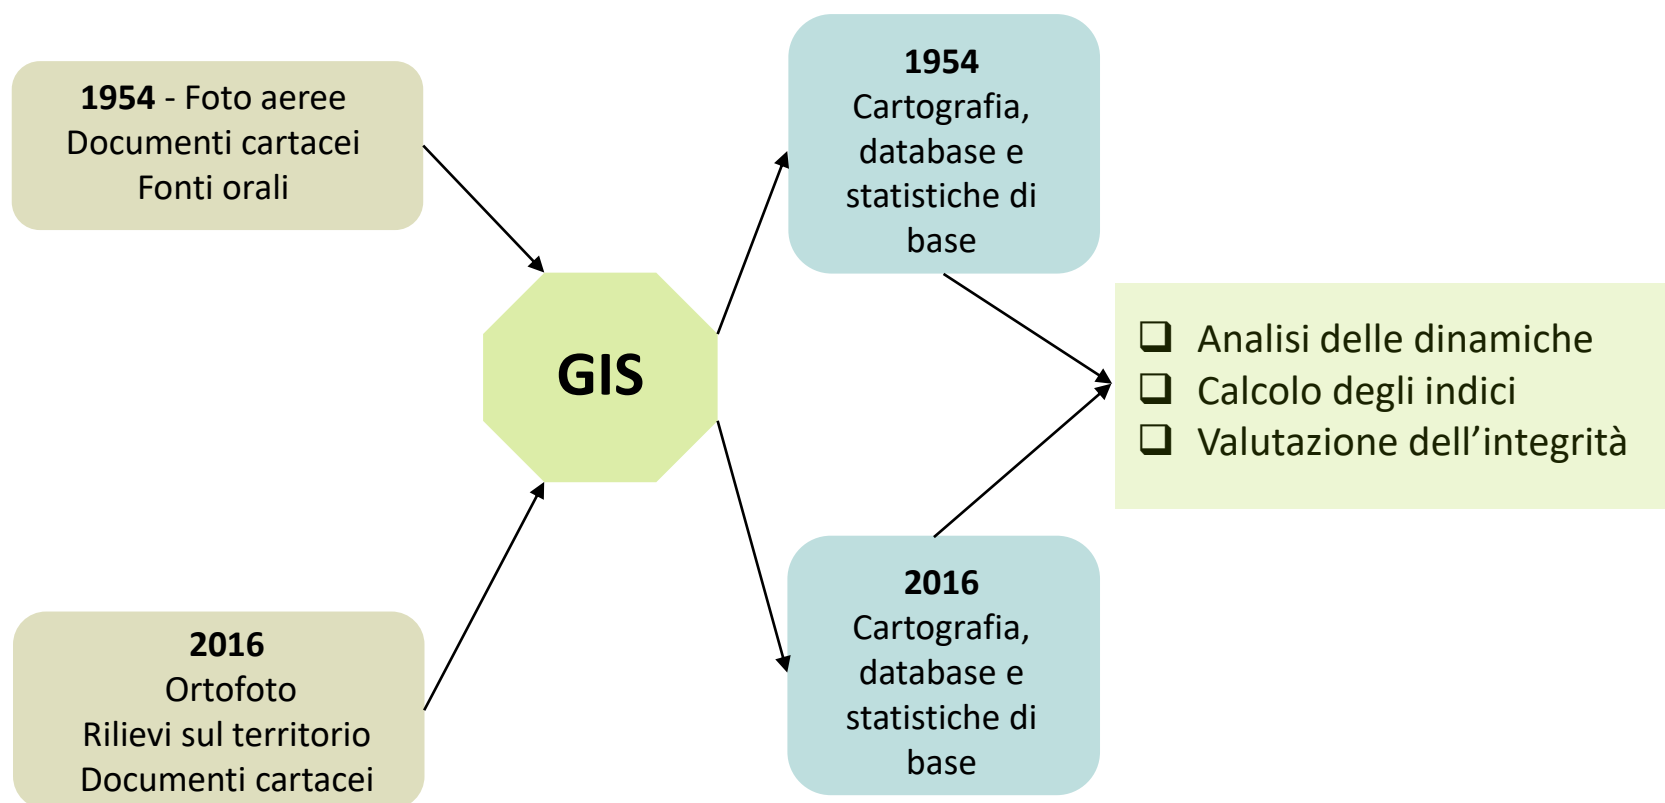 1954 - Foto aeree
Documenti cartacei
Fonti orali
2016
Ortofoto
Rilievi sul territorio
Documenti cartacei
GIS
1954
Cartografia,
database e
statistiche di
base
2016
Cartografia,
database e
statistiche di
base
❑ Analisi delle dinamiche
❑ Calcolo degli indici
❑ Valutazione dell’integrità